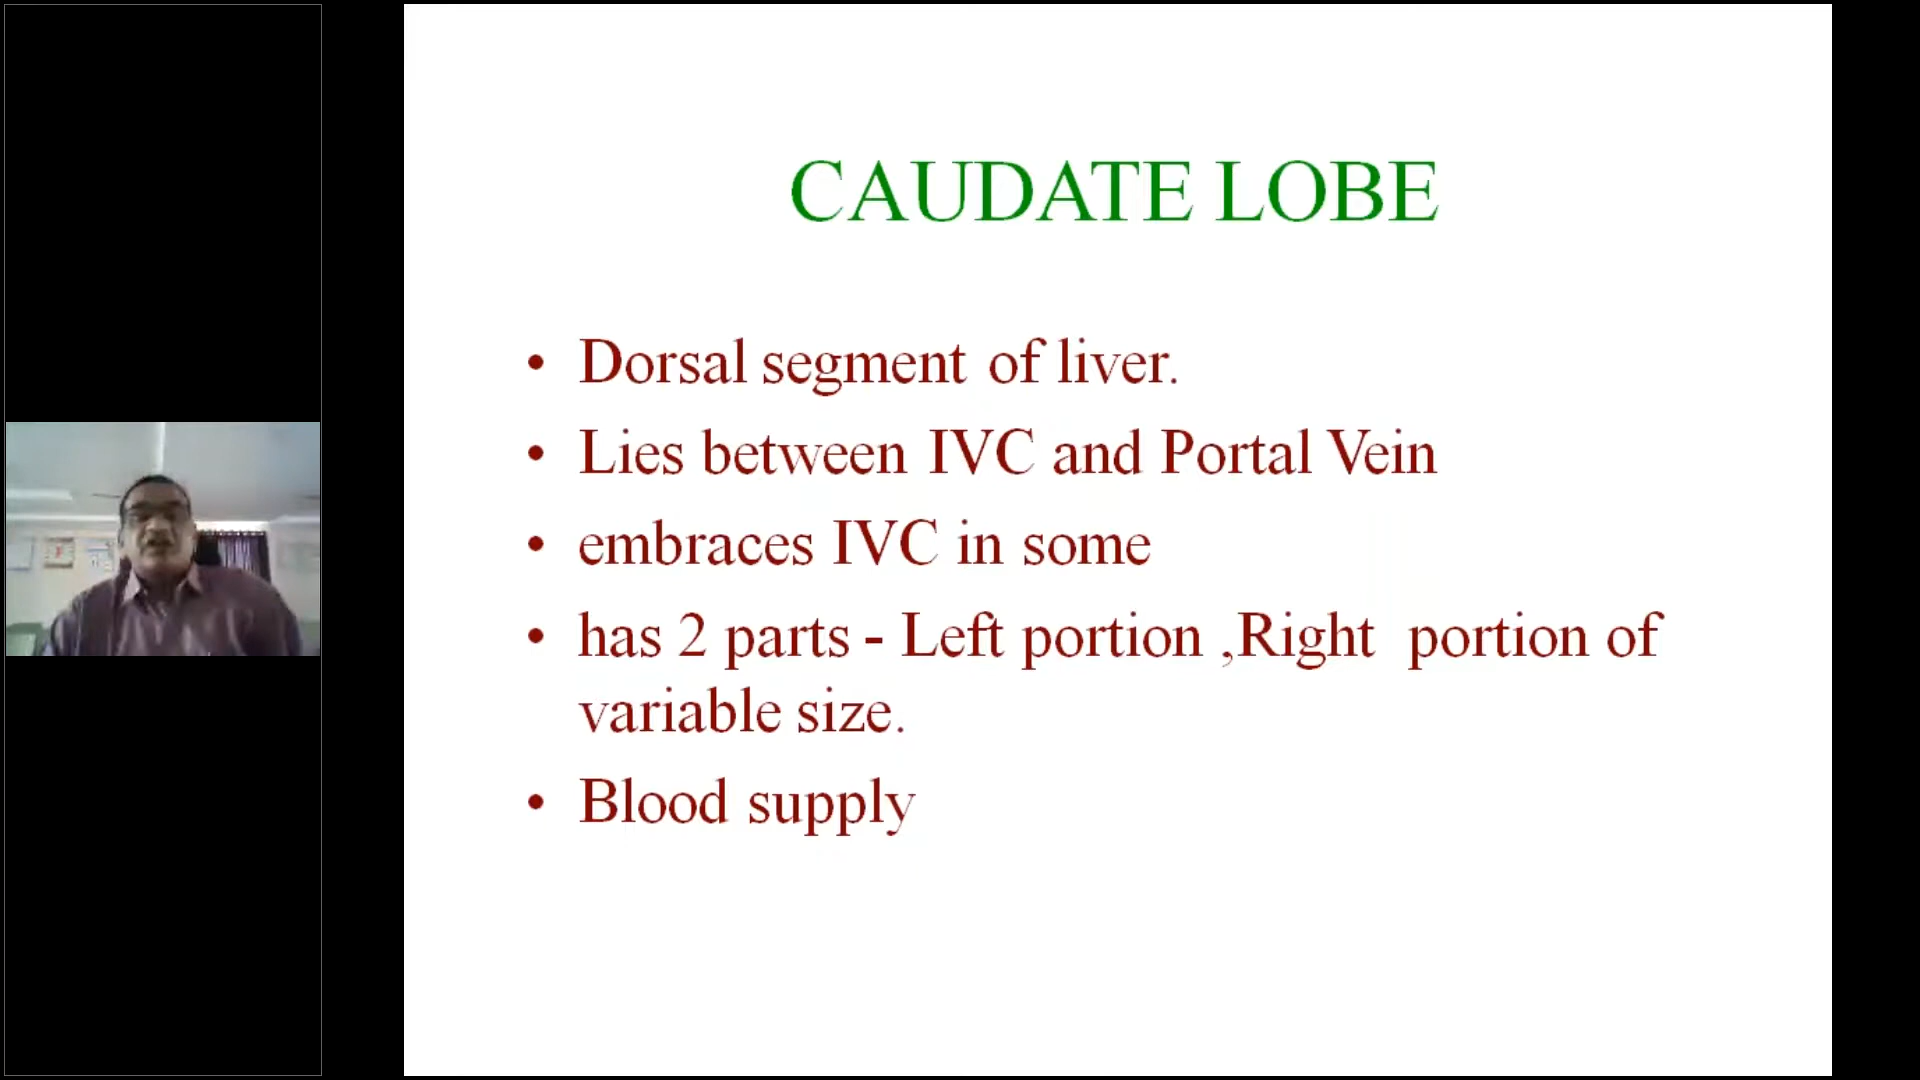 CAUDATE LOBE
• Dorsal segment of liver.
• Lies between IVC and Portal Vein
• embraces IVC in some
• has 2 parts - Left portion ,Right portion of
variable size.
• Blood supply